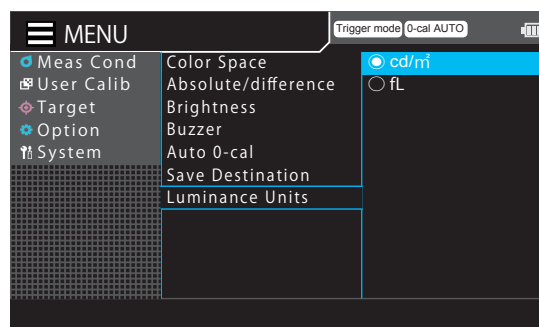 MENU
Trigger mode 0-cal AUTO
Meas Cond
User Calib
Target
Option
System
Color Space
Absolute/difference
Brightness
Buzzer
Auto 0-cal
Save Destination
Luminance Units
cd/㎡
fL